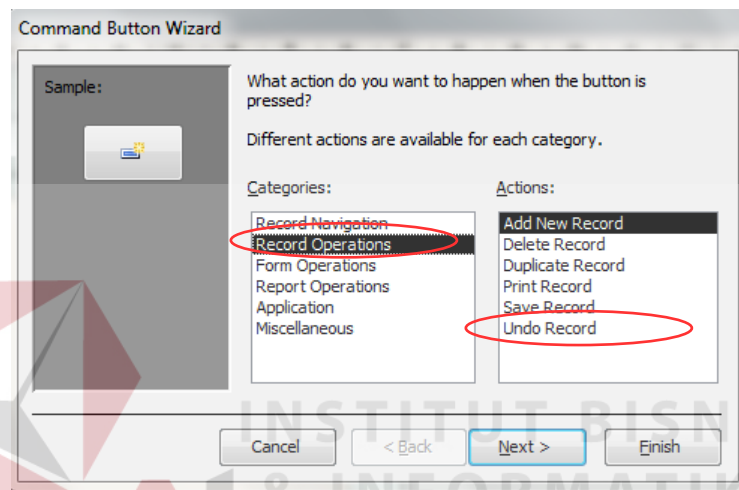 Command Button Wizard
Sample:
What action do you want to happen when the button is
pressed?
Different actions are available for each category.
Categories:
Record Navigation
Record Operations
Form Operations
Report Operations
Application
Miscellaneous
Actions:
Add New Record
Delete Record
Duplicate Record
Print Record
Save Record
Undo Record
INSTITUT BISN
Cancel
< Back
Next >
Finish
& INFORMATIK